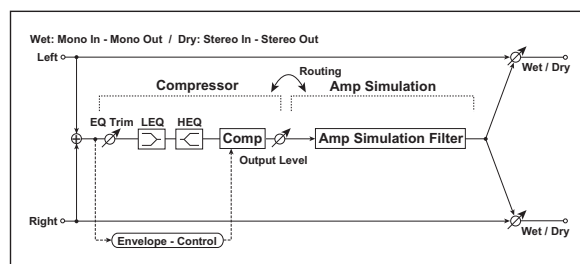 Wet: Mono In - Mono Out / Dry: Stereo In - Stereo Out
Left
Wet / Dry
Routing
Compressor
Amp Simulation
EQ Trim
LEQ
HEQ
Comp
Output Level
Amp Simulation Filter
Right
Wet / Dry
Envelope - Control